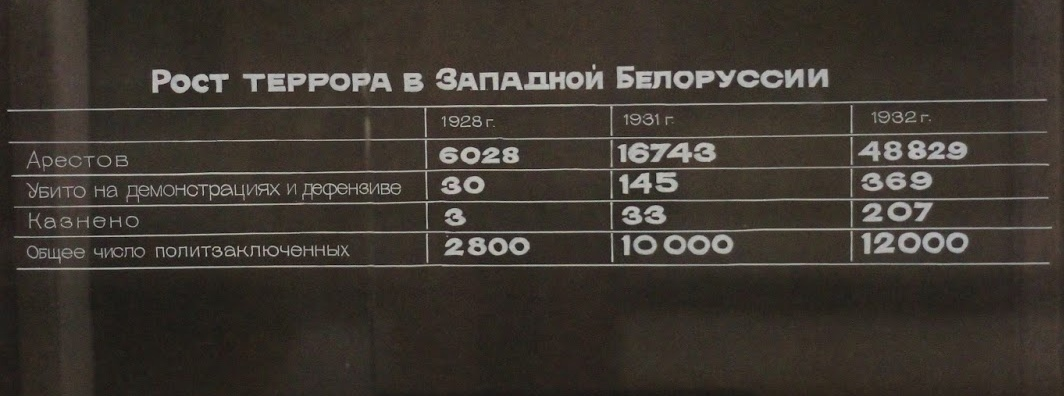 Рост террора в Западной Белоруссии
1928 г. 1931 г. 1932 г.
Арестов 6028 16743 48829
Убито на демонстрациях и дефензиве 30 145 369
Казнено 3 33 207
Общее число политзаключенных 2800 10 000 12000